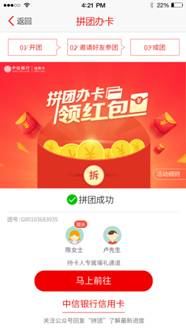 4:21 PM
返回
拼团办卡
01/开团
02/邀请好友参团
03/成团
中信银行
拼团办卡
领红包
拆
活动规则
拼团成功
陈女士
卢先生
持卡人专属福礼通道
马上前往
中信银行信用卡
关注公众号回复“拼团”了解最新进度